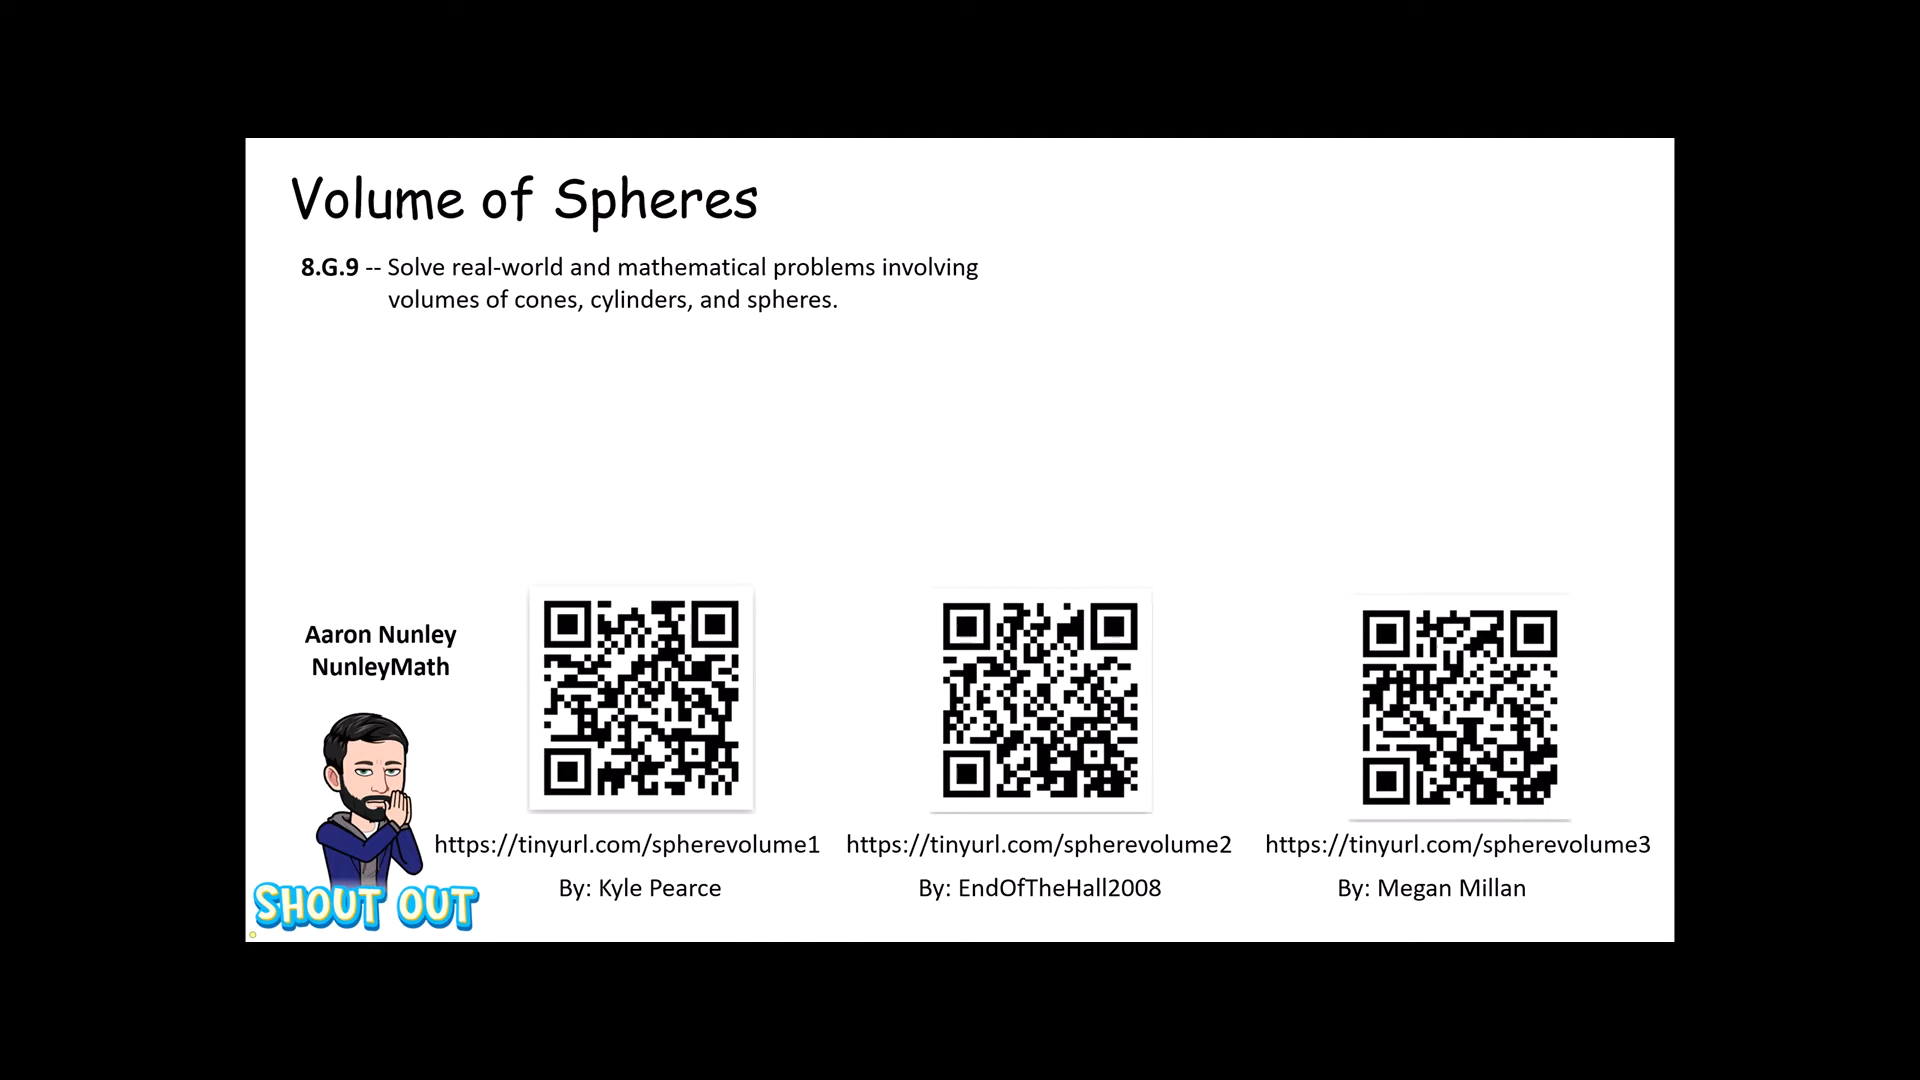 Volume of Spheres
8.G.9 -- Solve real-world and mathematical problems involving
volumes of cones, cylinders, and spheres.
Aaron Nunley
NunleyMath
SHOUT OUT
https://tinyurl.com/spherevolume1
By: Kyle Pearce
https://tinyurl.com/spherevolume2
By: EndOfTheHall2008
https://tinyurl.com/spherevolume3
By: Megan Millan